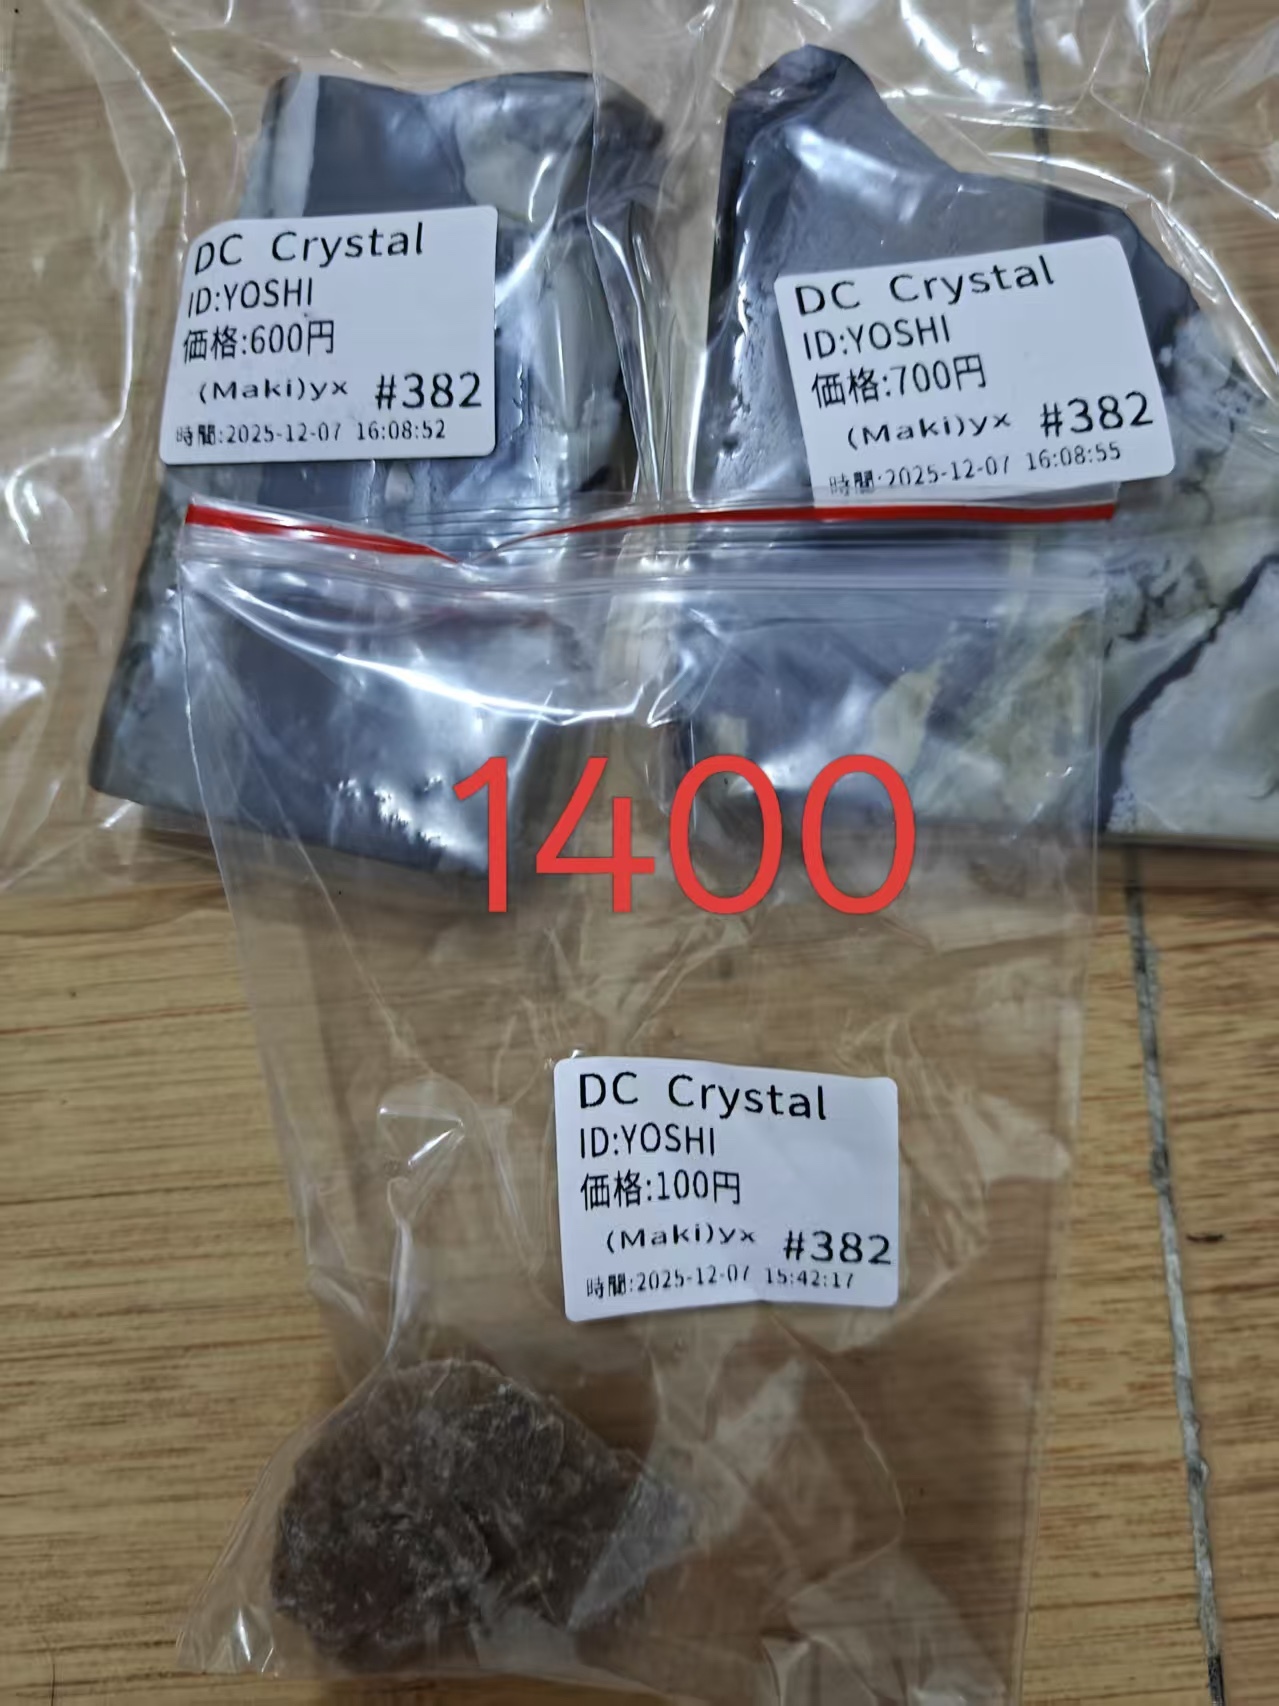 DC Crystal
ID:YOSHI
価格:600円
(Maki)yx #382
時間:2025-12-07 16:08:52
DC Crystal
ID:YOSHI
価格:700円
(Maki)yx #382
時間:2025-12-07 16:08:55
1400
DC Crystal
ID:YOSHI
価格:100円
(Maki)yx #382
時間:2025-12-07 15:42:17